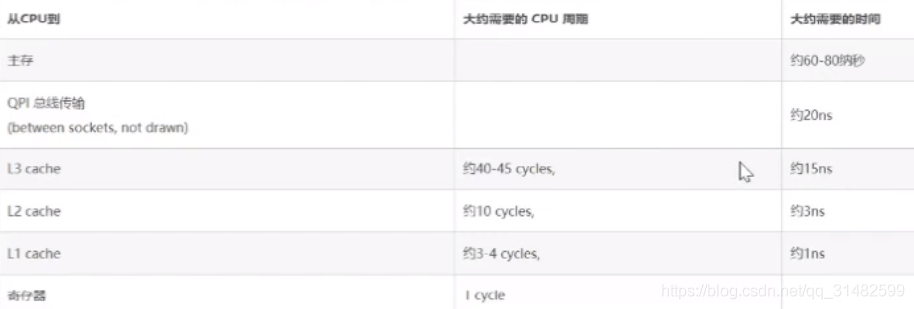 从CPU到 大约需要的 CPU 周期 大约需要的时间
主存 约60-80纳秒
QPI 总线传输
(between sockets, not drawn) 约20ns
L3 cache 约40-45 cycles, 约15ns
L2 cache 约10 cycles, 约3ns
L1 cache 约3-4 cycles, 约1ns
寄存器 1 cycle
https://blog.csdn.net/qq_31482599